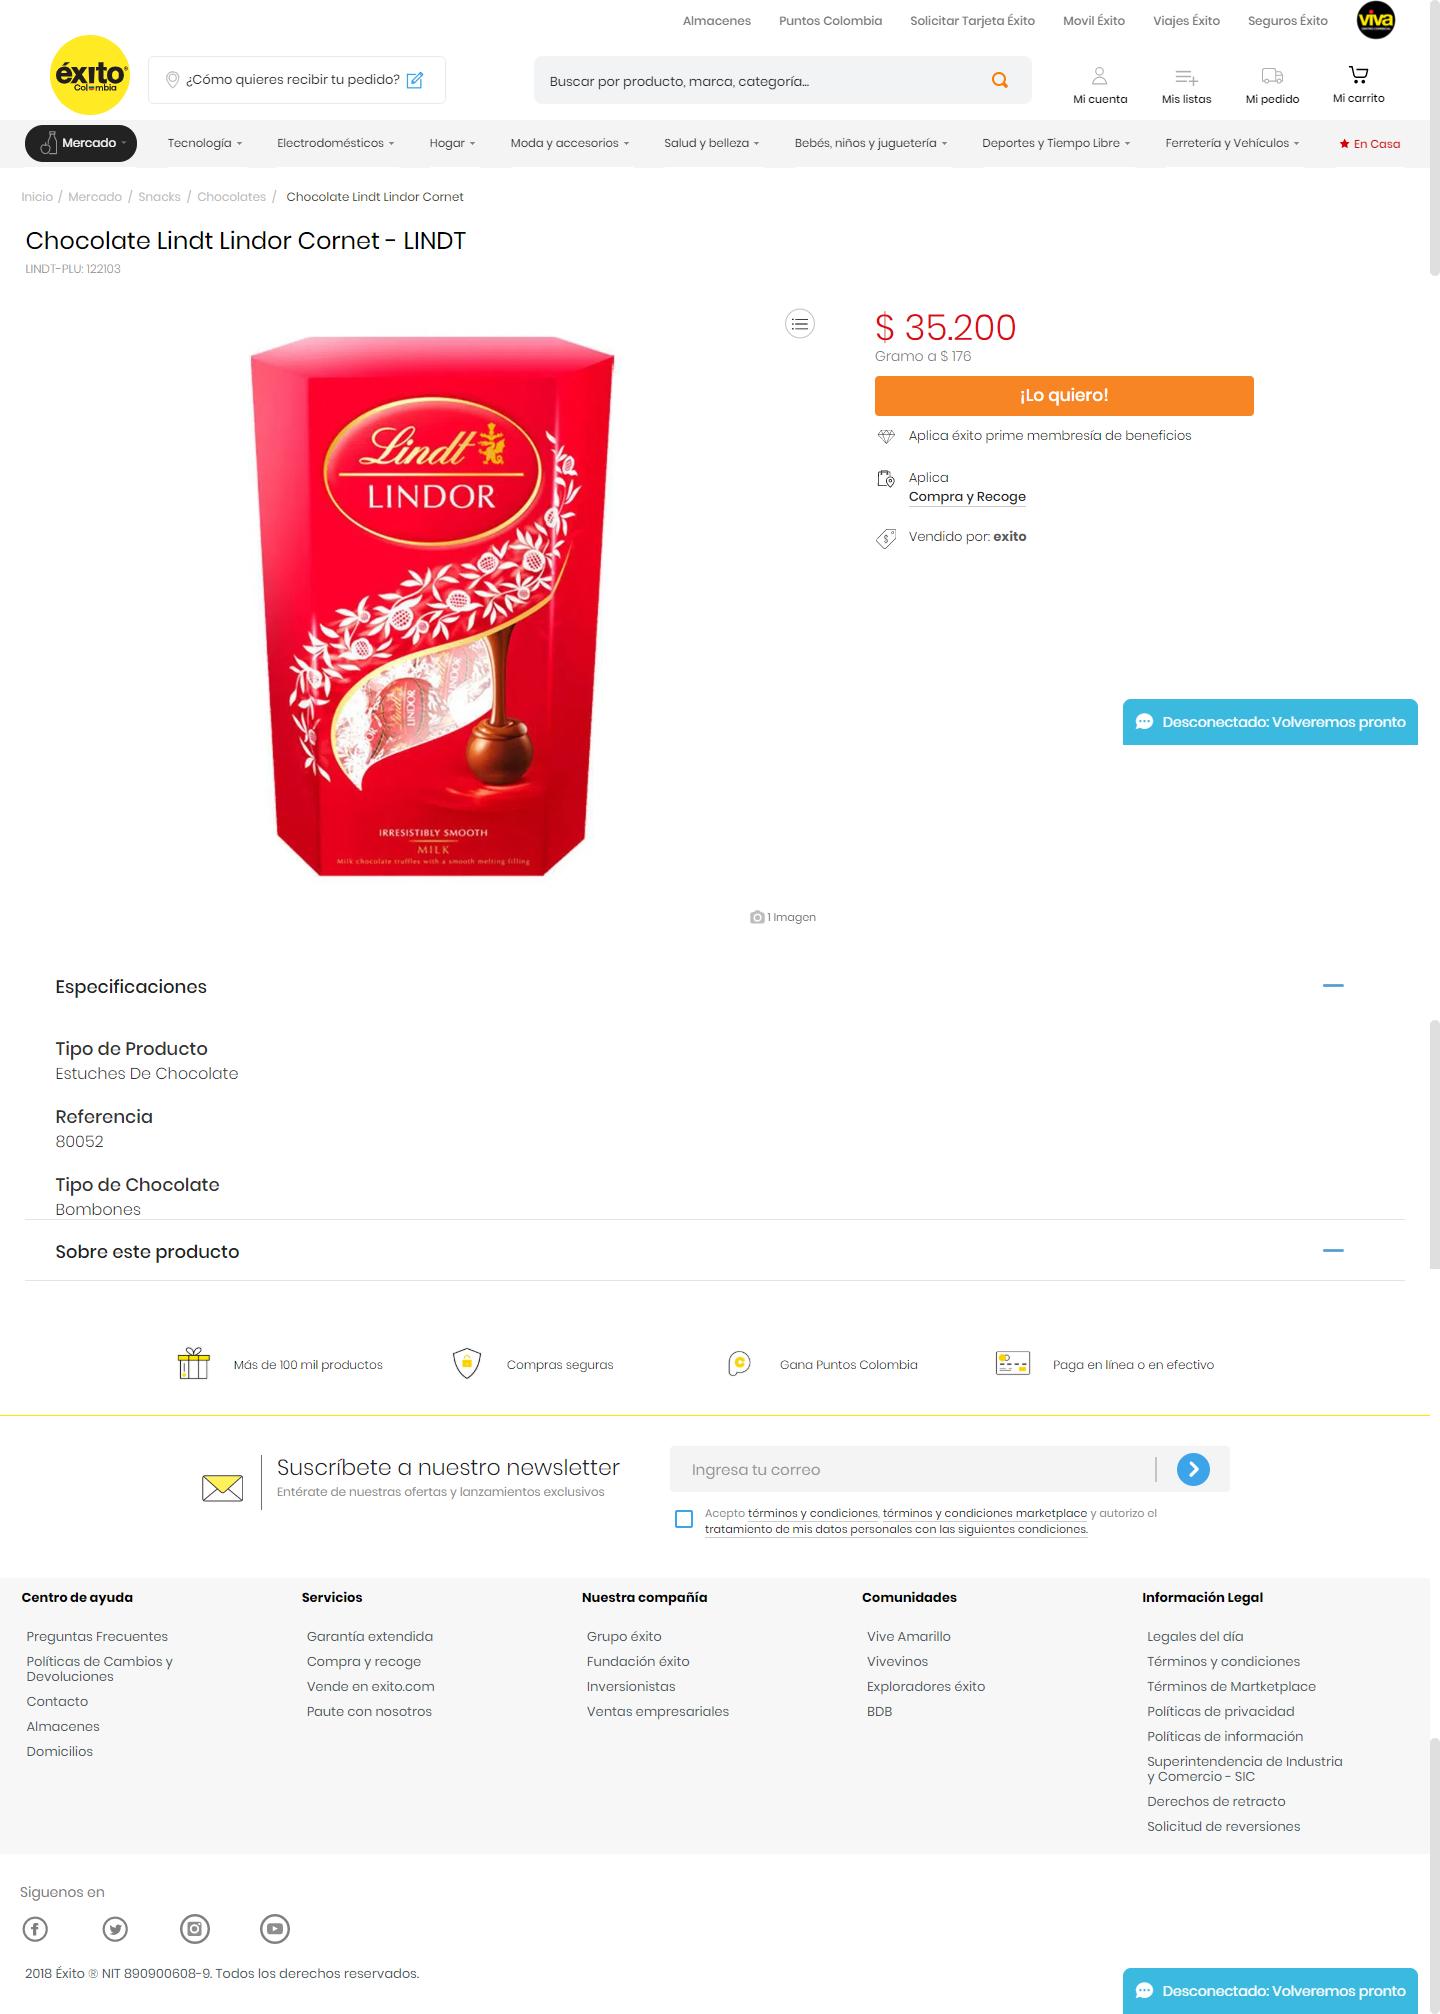 Almacenes Puntos Colombia Solicitar Tarjeta Éxito Movil Éxito Viajes Éxito Seguros Éxito viva
éxito
Colombia
¿Cómo quieres recibir tu pedido?
Buscar por producto, marca, categoría...
Mi cuenta Mis listas Mi pedido Mi carrito
Mercado Tecnología Electrodomésticos Hogar Moda y accesorios Salud y belleza Bebés, niños y juguetería Deportes y Tiempo Libre Ferretería y Vehículos En Casa
Inicio / Mercado / Snacks / Chocolates / Chocolate Lindt Lindor Cornet
Chocolate Lindt Lindor Cornet - LINDT
LINDT-PLU: 122103
Lindt
LINDOR
Lindt
LINDOR
IRRESISTIBLY SMOOTH
MILK
Milk chocolate truffles with a smooth melting filling
$ 35.200
Gramo a $ 176
¡Lo quiero!
Aplica éxito prime membresía de beneficios
Aplica
Compra y Recoge
Vendido por: exito
Desconectado: Volveremos pronto
1 Imagen
Especificaciones
Tipo de Producto
Estuches De Chocolate
Referencia
80052
Tipo de Chocolate
Bombones
Sobre este producto
Más de 100 mil productos Compras seguras Gana Puntos Colombia Paga en línea o en efectivo
Suscríbete a nuestro newsletter
Entérate de nuestras ofertas y lanzamientos exclusivos
Ingresa tu correo
Acepto términos y condiciones, términos y condiciones marketplace y autorizo el
tratamiento de mis datos personales con las siguientes condiciones.
Centro de ayuda
Preguntas Frecuentes
Políticas de Cambios y
Devoluciones
Contacto
Almacenes
Domicilios
Servicios
Garantía extendida
Compra y recoge
Vende en exito.com
Paute con nosotros
Nuestra compañía
Grupo éxito
Fundación éxito
Inversionistas
Ventas empresariales
Comunidades
Vive Amarillo
Vivevinos
Exploradores éxito
BDB
Información Legal
Legales del día
Términos y condiciones
Términos de Martketplace
Políticas de privacidad
Políticas de información
Superintendencia de Industria
y Comercio - SIC
Derechos de retracto
Solicitud de reversiones
Siguenos en
2018 Éxito ® NIT 890900608-9. Todos los derechos reservados.
Desconectado: Volveremos pronto